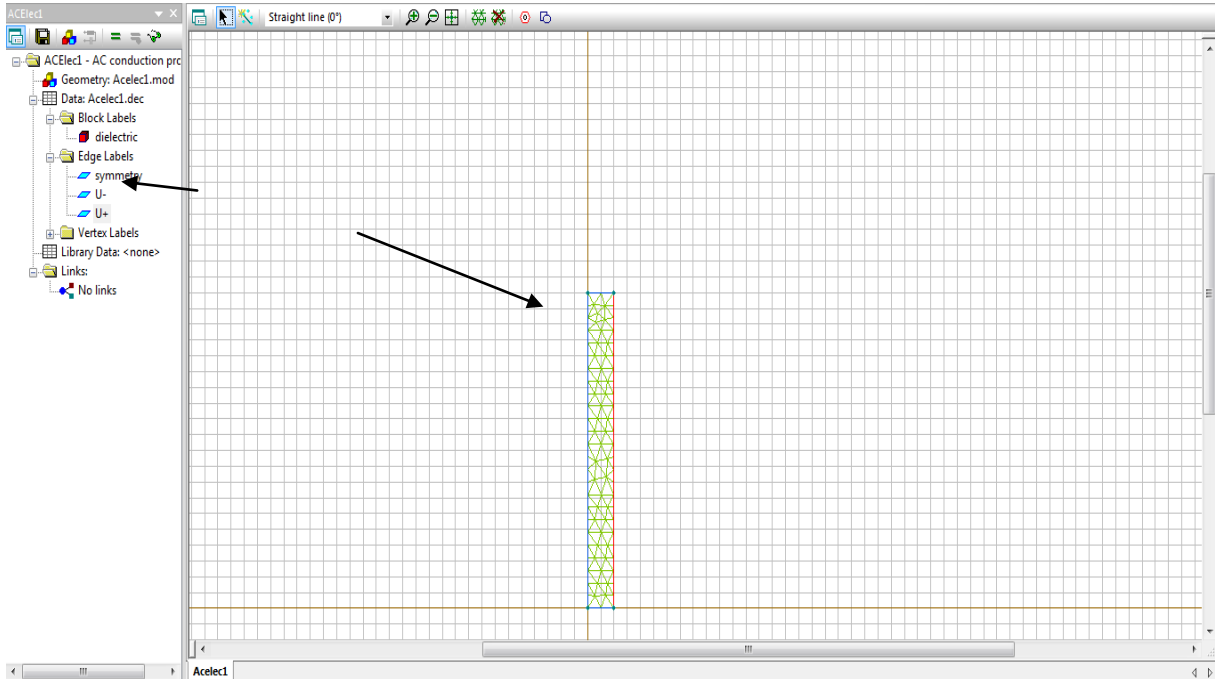 ACElec1
Straight line (0°)
ACElec1 - AC conduction prc
Geometry: Acelec1.mod
Data: Acelec1.dec
Block Labels
dielectric
Edge Labels
symmetry
U-
U+
Vertex Labels
Library Data: <none>
Links:
No links
Acelec1